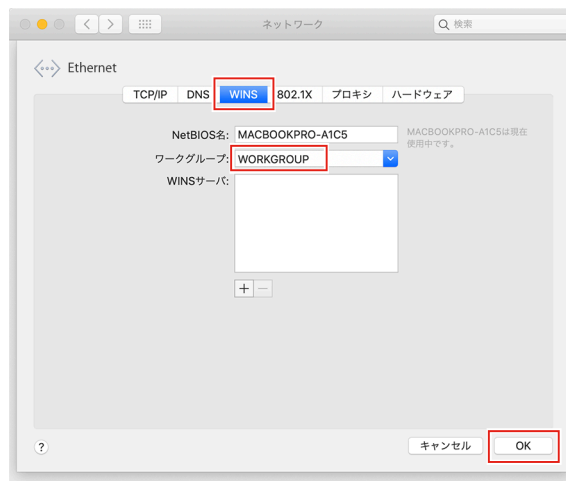 ネットワーク
検索
Ethernet
TCP/IP DNS WINS 802.1X プロキシ ハードウェア
NetBIOS名: MACBOOKPRO-A1C5
MACBOOKPRO-A1C5は現在
使用中です。
ワークグループ: WORKGROUP
WINSサーバ:
+ −
? キャンセル OK